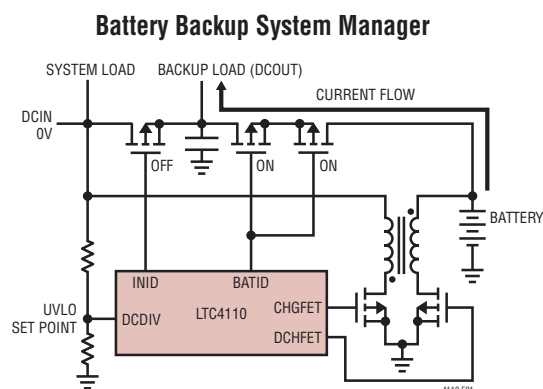 Battery Backup System Manager
SYSTEM LOAD
BACKUP LOAD (DCOUT)
CURRENT FLOW
DCIN
0V
OFF
ON
ON
BATTERY
INID
BATID
UVLO
SET POINT
DCDIV
LTC4110
CHGFET
DCHFET